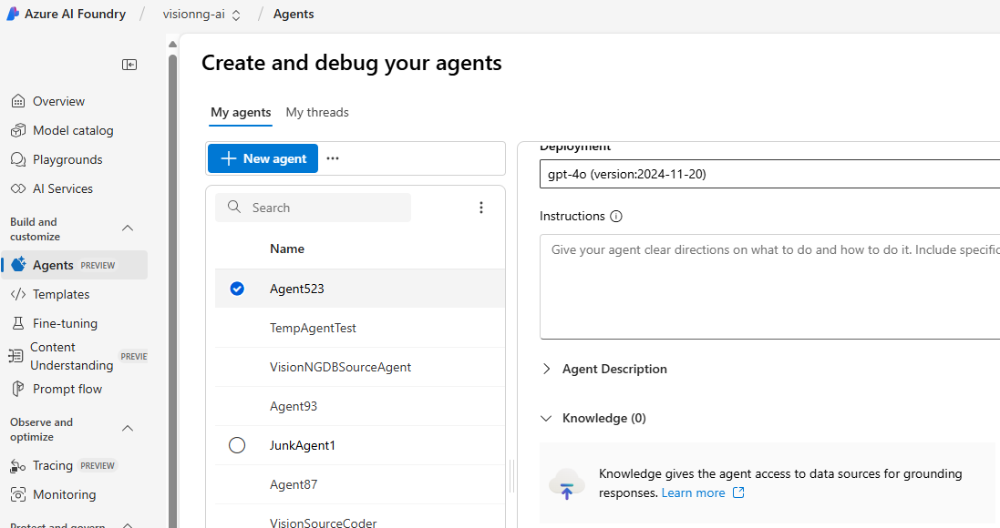 Azure AI Foundry / visionng-ai / Agents
Overview
Model catalog
Playgrounds
AI Services
Build and
customize
Agents PREVIEW
Templates
Fine-tuning
Content
Understanding PREVIE
Prompt flow
Observe and
optimize
Tracing PREVIEW
Monitoring
Protect and govern
Create and debug your agents
My agents My threads
+ New agent ...
Search
Name
Agent523
TempAgentTest
VisionNGDBSourceAgent
Agent93
JunkAgent1
Agent87
VisionSourceCoder
Deployment
gpt-4o (version:2024-11-20)
Instructions
Give your agent clear directions on what to do and how to do it. Include specific
Agent Description
Knowledge (0)
Knowledge gives the agent access to data sources for grounding
responses. Learn more